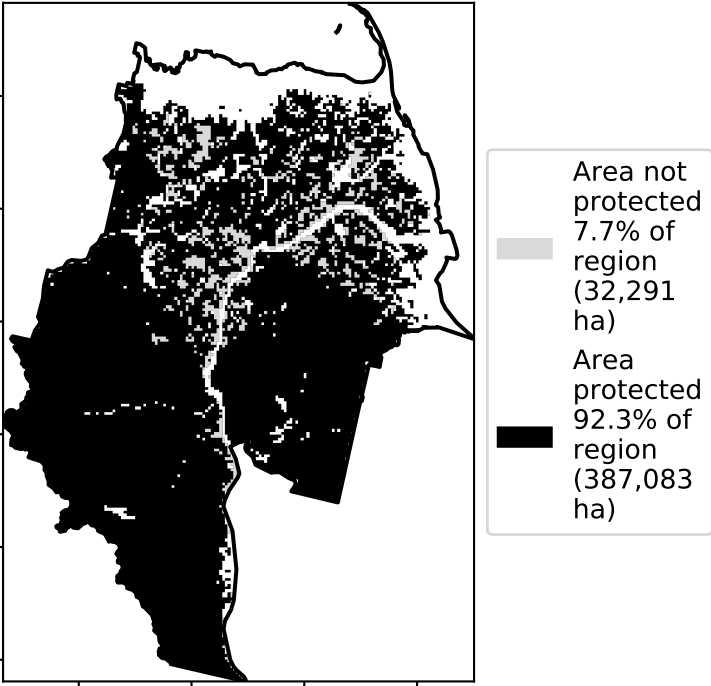 Area not
protected
7.7% of
region
(32,291
ha)
Area
protected
92.3% of
region
(387,083
ha)